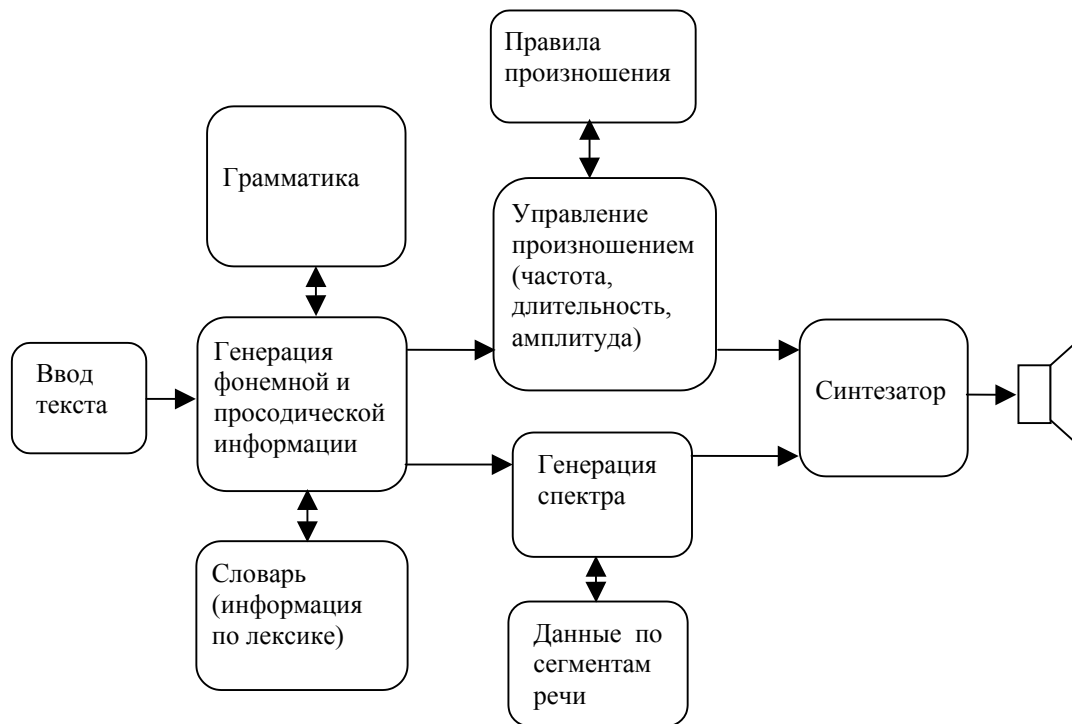 Правила
произношения
Грамматика
Управление
произношением
(частота,
длительность,
амплитуда)
Ввод
текста
Генерация
фонемной и
просодической
информации
Синтезатор
Генерация
спектра
Словарь
(информация
по лексике)
Данные по
сегментам
речи